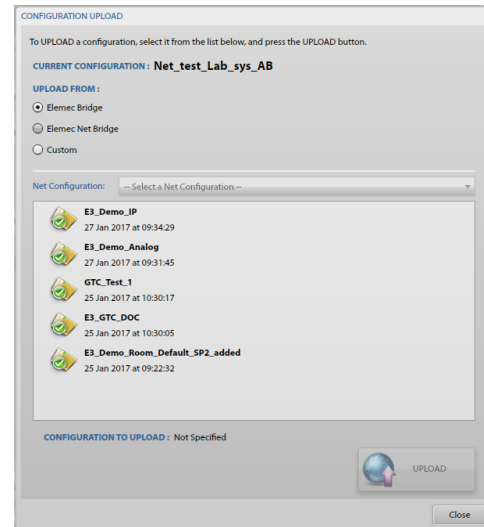 CONFIGURATION UPLOAD
To UPLOAD a configuration, select it from the list below, and press the UPLOAD button.
CURRENT CONFIGURATION : Net_test_Lab_sys_AB
UPLOAD FROM :
Elemec Bridge
Elemec Net Bridge
Custom
Net Configuration: -- Select a Net Configuration --
E3_Demo_IP
27 Jan 2017 at 09:34:29
E3_Demo_Analog
27 Jan 2017 at 09:31:45
GTC_Test_1
25 Jan 2017 at 10:30:17
E3_GTC_DOC
25 Jan 2017 at 10:30:05
E3_Demo_Room_Default_SP2_added
25 Jan 2017 at 09:22:32
CONFIGURATION TO UPLOAD : Not Specified
UPLOAD
Close